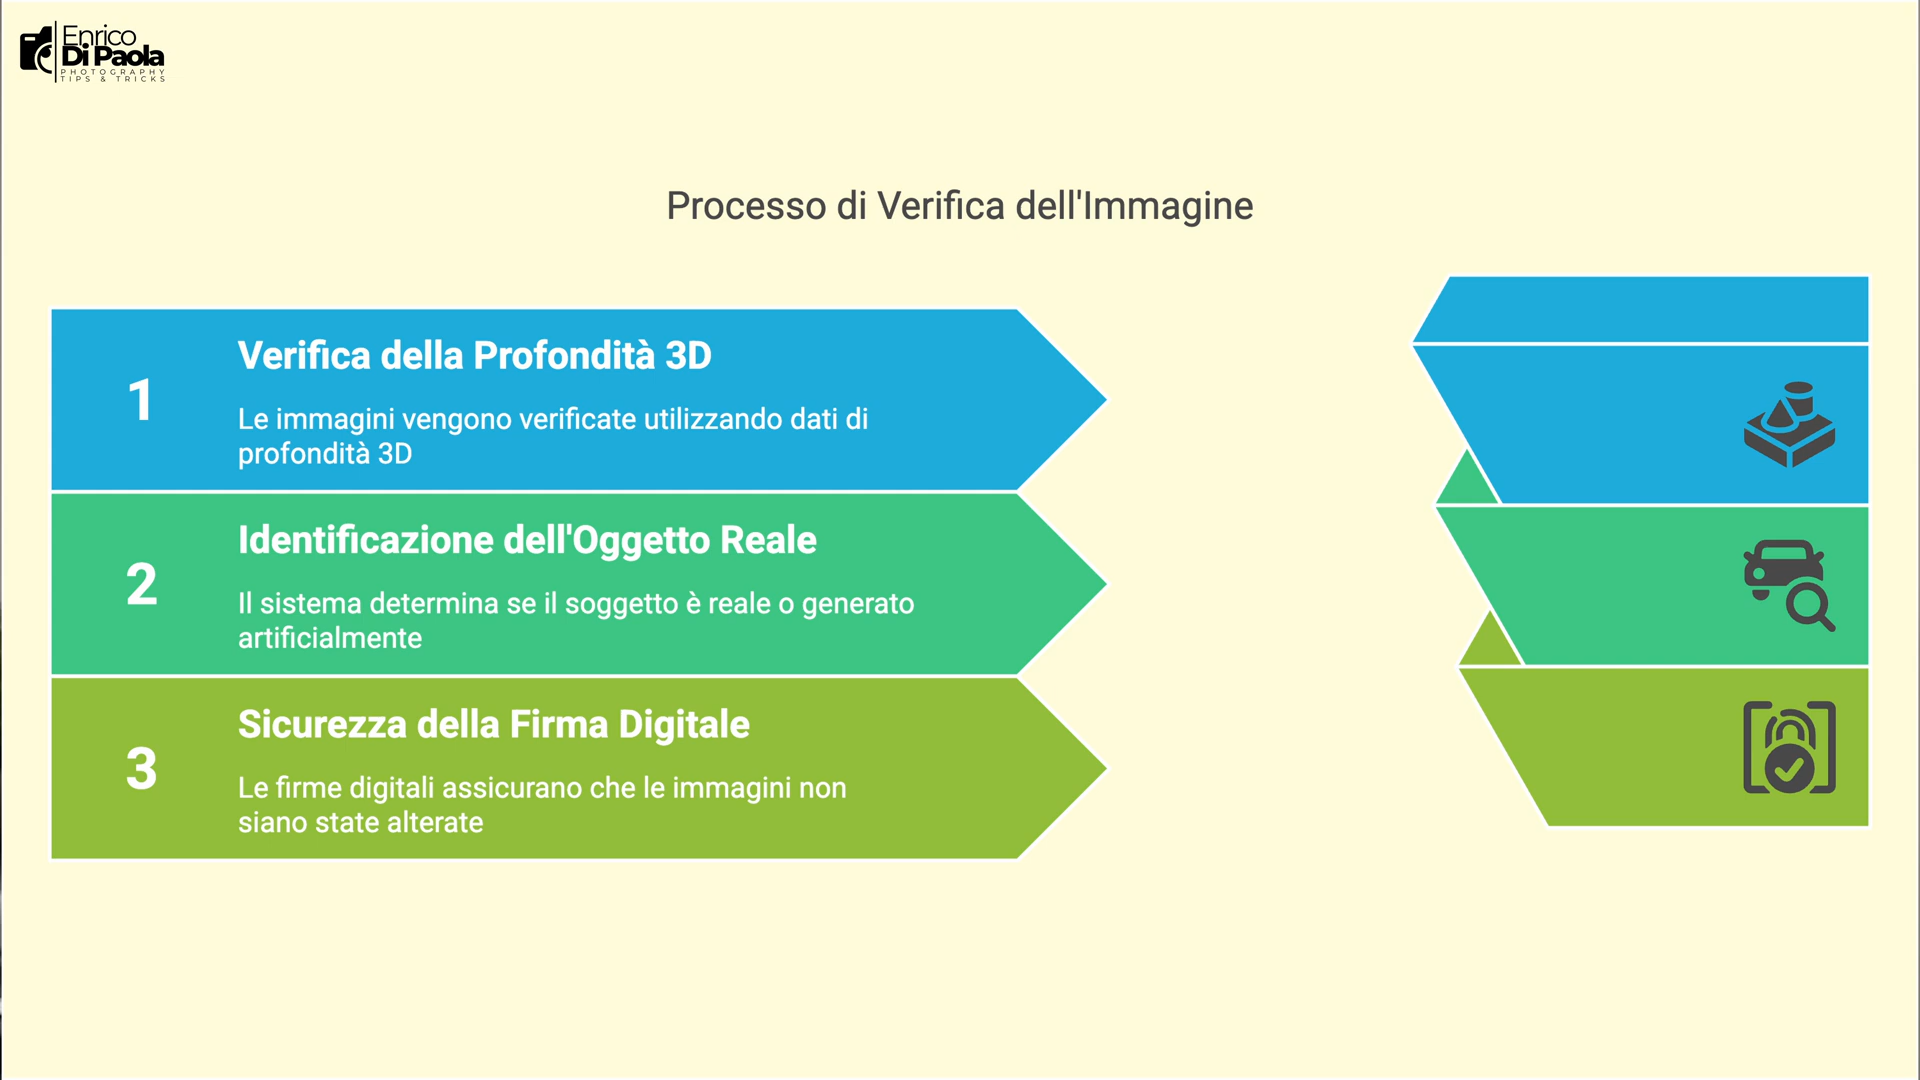 Enrico
Di Paola
PHOTOGRAPHY
TIPS & TRICKS
Processo di Verifica dell'Immagine
1
Verifica della Profondità 3D
Le immagini vengono verificate utilizzando dati di
profondità 3D
2
Identificazione dell'Oggetto Reale
Il sistema determina se il soggetto è reale o generato
artificialmente
3
Sicurezza della Firma Digitale
Le firme digitali assicurano che le immagini non
siano state alterate